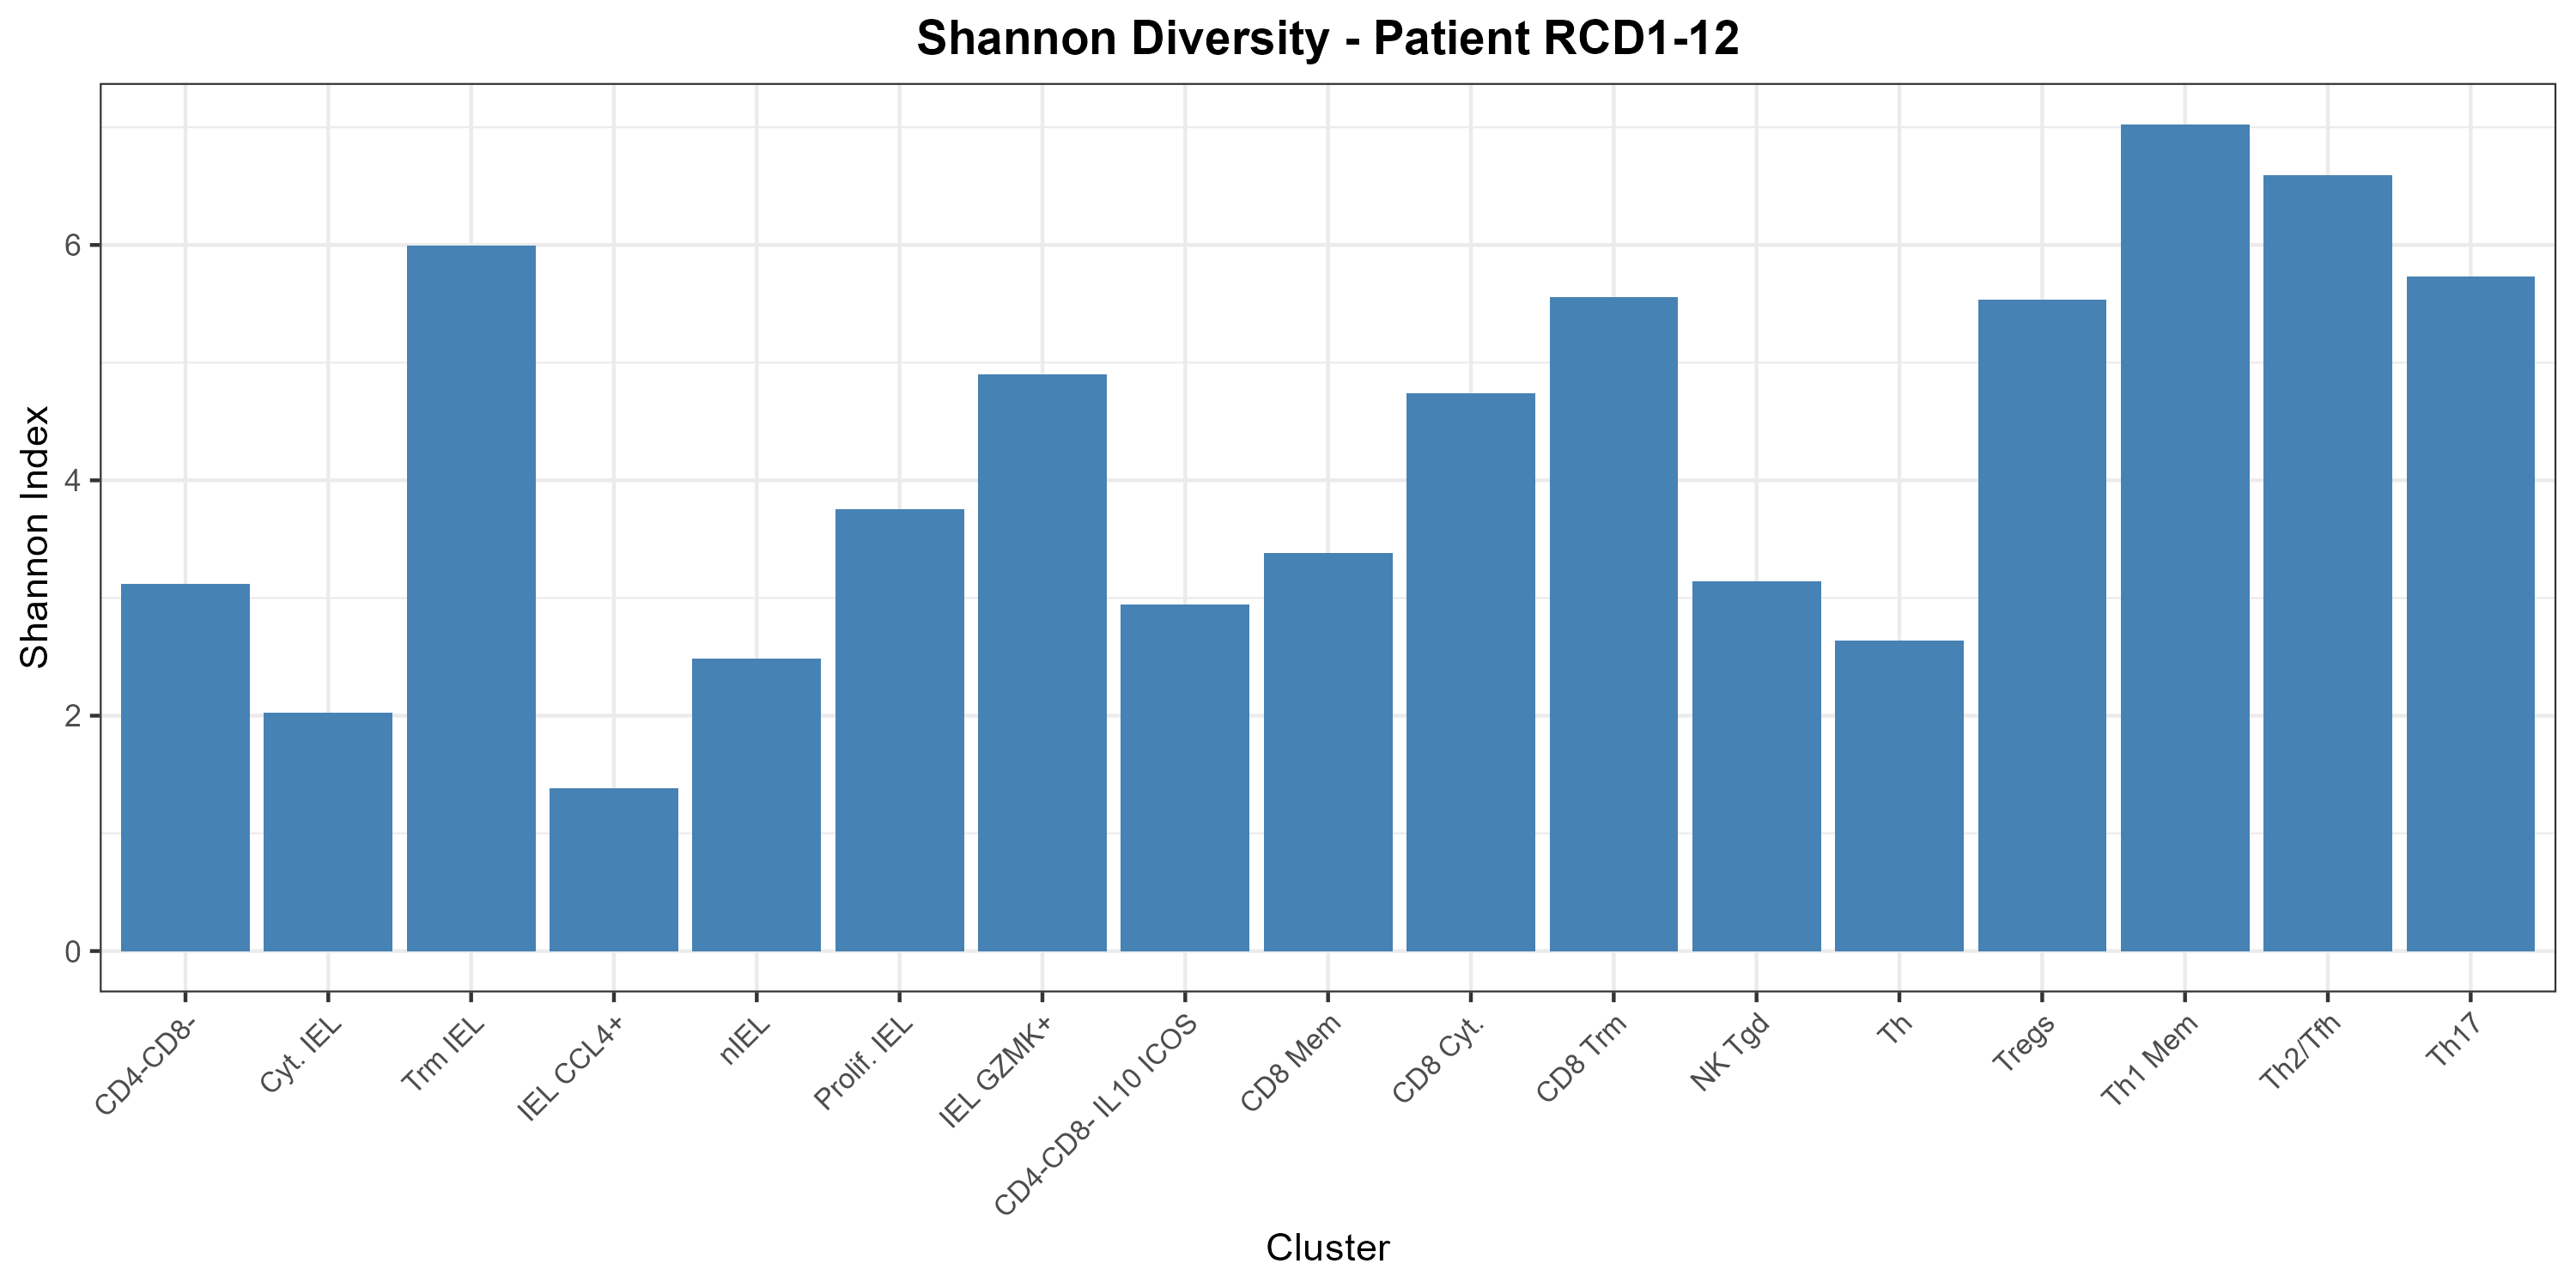 Shannon Diversity - Patient RCD1-12
Shannon Index
6
4
2
0
CD4-CD8-
Cyt. IEL
Trm IEL
IEL CCL4+
nIEL
Prolif. IEL
IEL GZMK+
CD4-CD8- IL10 ICOS
CD8 Mem
CD8 Cyt.
CD8 Trm
NK Tgd
Th
Tregs
Th1 Mem
Th2/Tfh
Th17
Cluster